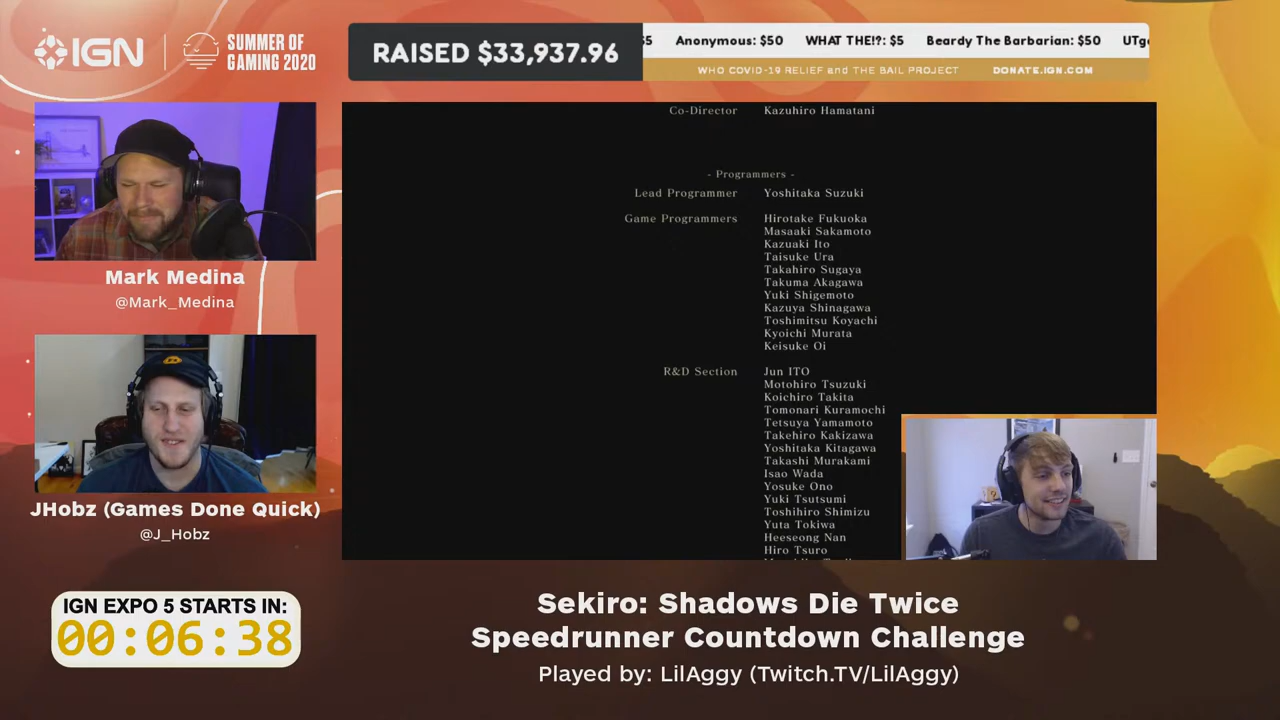 IGN
SUMMER OF
GAMING 2020
RAISED $33,937.96
$5 Anonymous: $50 WHAT THE!?: $5 Beardy The Barbarian: $50
WHO COVID-19 RELIEF and THE BAIL PROJECT DONATE.IGN.COM
Mark Medina
@Mark_Medina
JHobz (Games Done Quick)
@J_Hobz
IGN EXPO 5 STARTS IN:
00:06:38
Co-Director Kazuhiro Hamatani
- Programmers -
Lead Programmer Yoshitaka Suzuki
Game Programmers Hirotake Fukuoka
Masaaki Sakamoto
Kazuaki Ito
Taisuke Ura
Takahiro Sugaya
Takuma Akagawa
Yuki Shigemoto
Kazuya Shinagawa
Toshimitsu Koyachi
Kyoichi Murata
Keisuke Oi
R&D Section Jun ITO
Motohiro Tsuzuki
Koichiro Takita
Tomonari Kuramochi
Tetsuya Yamamoto
Takehiro Kakizawa
Yoshitaka Kitagawa
Takashi Murakami
Isao Wada
Yosuke Ono
Yuki Tsutsumi
Toshihiro Shimizu
Yuta Tokiwa
Heeseong Nan
Hiro Tsuro
Sekiro: Shadows Die Twice
Speedrunner Countdown Challenge
Played by: LilAggy (Twitch.TV/LilAggy)